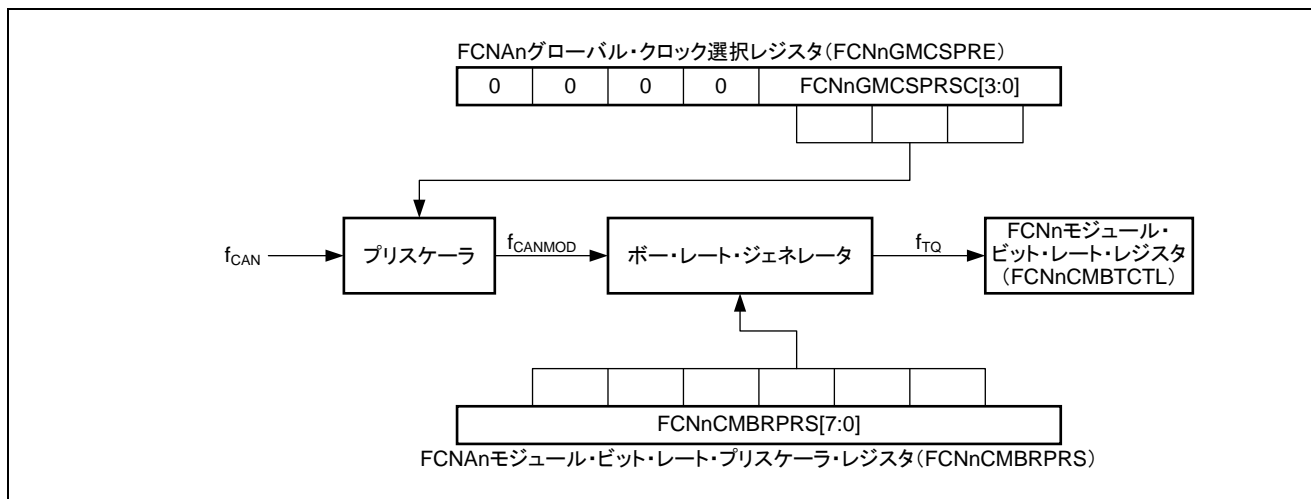 FCNAnグローバル・クロック選択レジスタ(FCNnGMCSPRE)
0 0 0 0 FCNnGMCSPRSC[3:0]
fCAN プリスケーラ fCANMOD ボー・レート・ジェネレータ fTQ
FCNnモジュール・
ビット・レート・レジスタ
(FCNnCMBTCTL)
FCNnCMBRPRS[7:0]
FCNAnモジュール・ビット・レート・プリスケーラ・レジスタ(FCNnCMBRPRS)